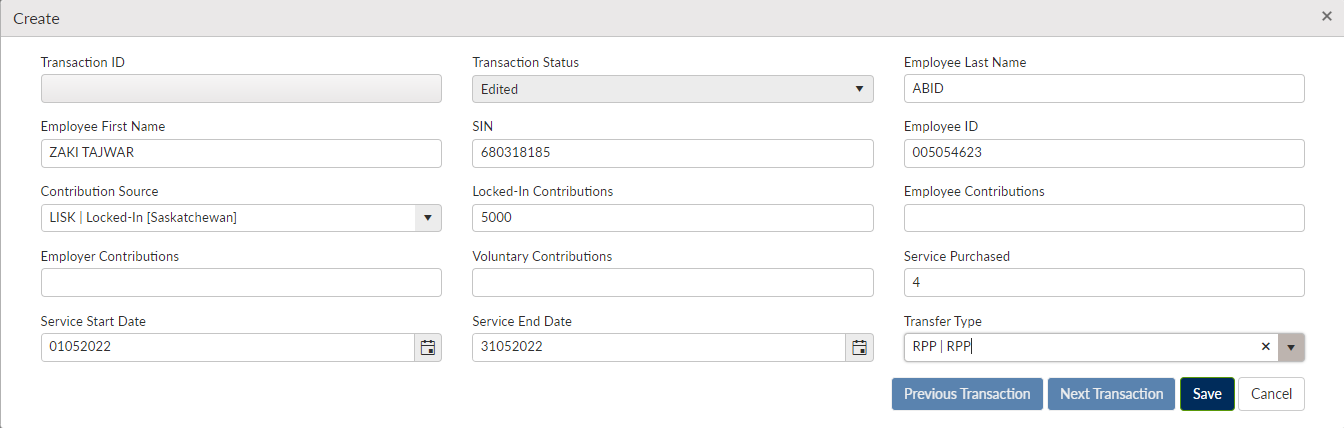 Create ×
Transaction ID Transaction Status Employee Last Name
Edited ABID
Employee First Name SIN Employee ID
ZAKI TAJWAR 680318185 005054623
Contribution Source Locked-In Contributions Employee Contributions
LISK | Locked-In [Saskatchewan] 5000
Employer Contributions Voluntary Contributions Service Purchased
4
Service Start Date Service End Date Transfer Type
01052022 31052022 RPP | RPP ×
Previous Transaction Next Transaction Save Cancel